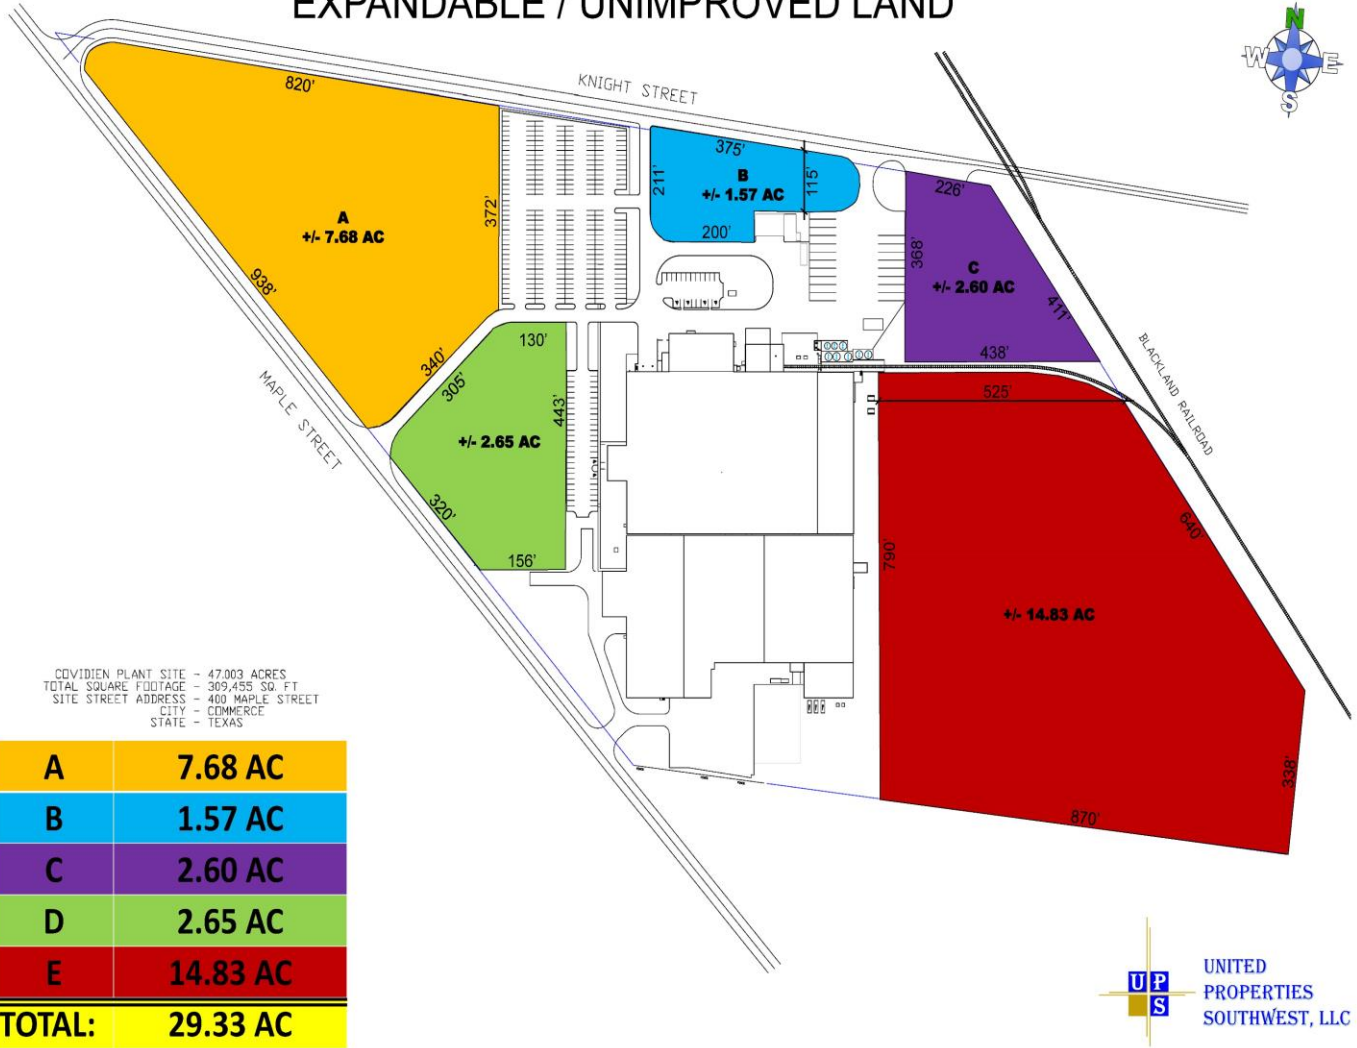 EXPANDABLE / UNIMPROVED LAND
N
W
E
S
KNIGHT STREET
820'
A
+/- 7.68 AC
372'
938'
340'
375'
B
+/- 1.57 AC
211'
115'
200'
226'
368'
C
+/- 2.60 AC
411'
438'
BLACKLAND RAILROAD
MAPLE STREET
130'
305'
443'
+/- 2.65 AC
320'
156'
525'
640'
790'
+/- 14.83 AC
338'
870'
COVIDIEN PLANT SITE - 47.003 ACRES
TOTAL SQUARE FOOTAGE - 309,455 SQ. FT
SITE STREET ADDRESS - 400 MAPLE STREET
CITY - COMMERCE
STATE - TEXAS
A 7.68 AC
B 1.57 AC
C 2.60 AC
D 2.65 AC
E 14.83 AC
TOTAL: 29.33 AC
U P
S
UNITED
PROPERTIES
SOUTHWEST, LLC